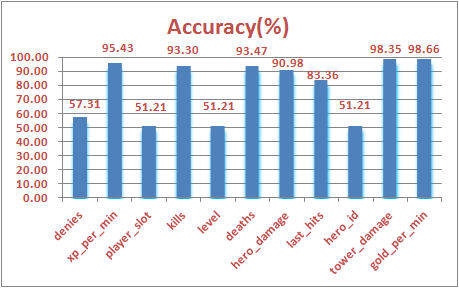 Accuracy(%)
100.00
90.00
80.00
70.00
60.00
50.00
40.00
30.00
20.00
10.00
0.00
57.31
95.43
51.21
93.30
51.21
93.47
90.98
83.36
51.21
98.35
98.66
denies
xp_per_min
player_slot
kills
level
deaths
hero_damage
last_hits
hero_id
tower_damage
gold_per_min